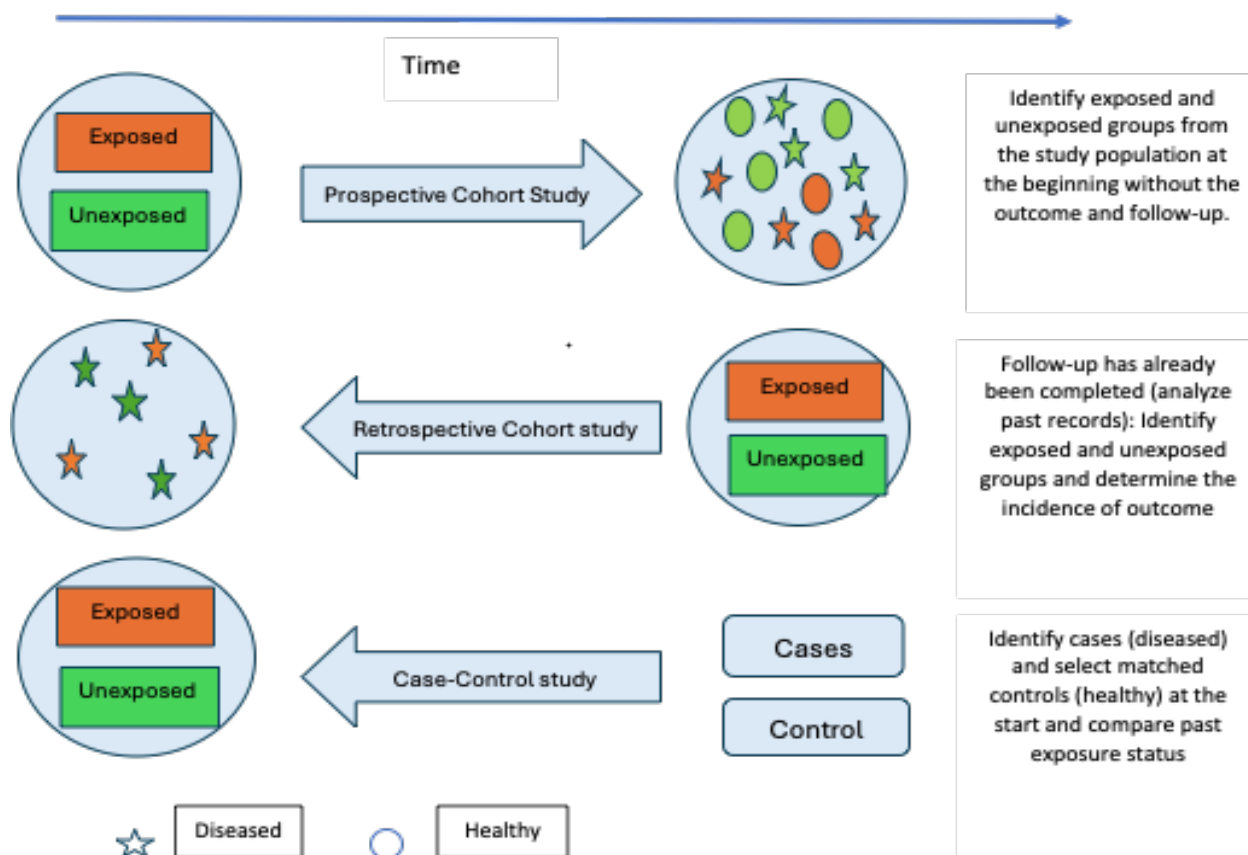 Time
Exposed
Unexposed
Prospective Cohort Study
Identify exposed and
unexposed groups from
the study population at
the beginning without the
outcome and follow-up.
Retrospective Cohort study
Exposed
Unexposed
Follow-up has already
been completed (analyze
past records): Identify
exposed and unexposed
groups and determine the
incidence of outcome
Exposed
Unexposed
Case-Control study
Cases
Control
Identify cases (diseased)
and select matched
controls (healthy) at the
start and compare past
exposure status
Diseased
Healthy